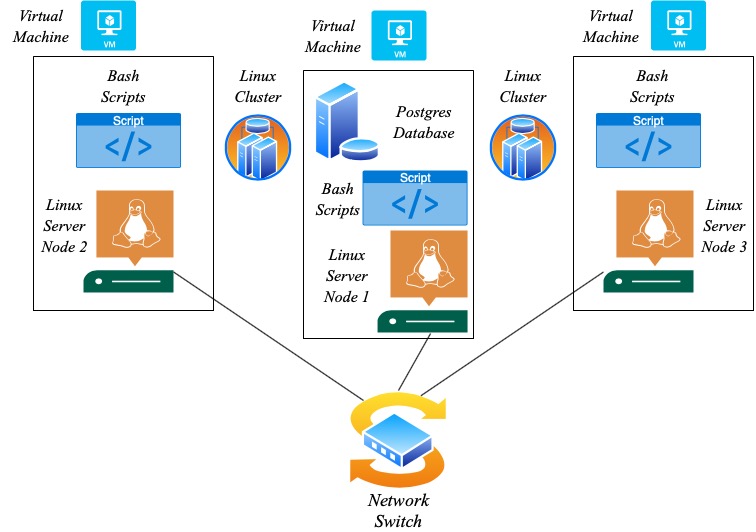 Virtual
Machine
VM
Bash
Scripts
Script
</>
Linux
Server
Node 2
Linux
Cluster
Virtual
Machine
VM
Postgres
Database
Bash
Scripts
Script
</>
Linux
Server
Node 1
Linux
Cluster
Virtual
Machine
VM
Bash
Scripts
Script
</>
Linux
Server
Node 3
Network
Switch